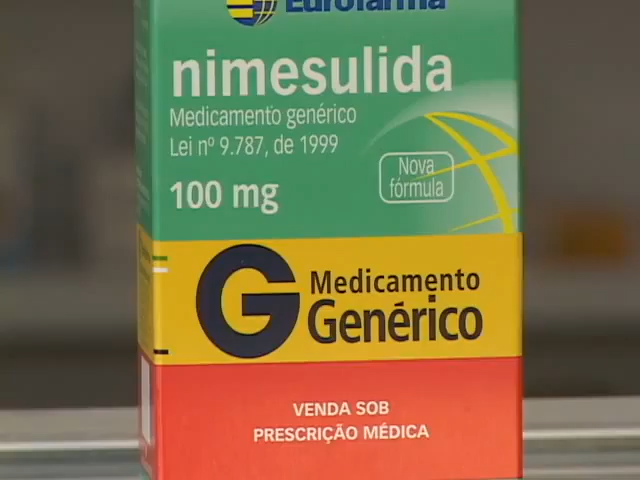 Eurofarma
nimesulida
Medicamento genérico
Lei nº 9.787, de 1999
100 mg
Nova
fórmula
G Medicamento
Genérico
VENDA SOB
PRESCRIÇÃO MÉDICA